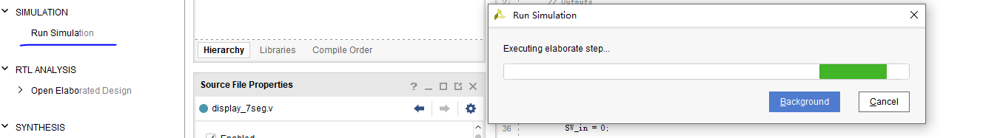 SIMULATION
Run Simulation
RTL ANALYSIS
Open Elaborated Design
SYNTHESIS
Hierarchy Libraries Compile Order
Source File Properties
display_7seg.v
Enabled
27 // Outputs
Run Simulation
Executing elaborate step...
Background Cancel
36 SW_in = 0;